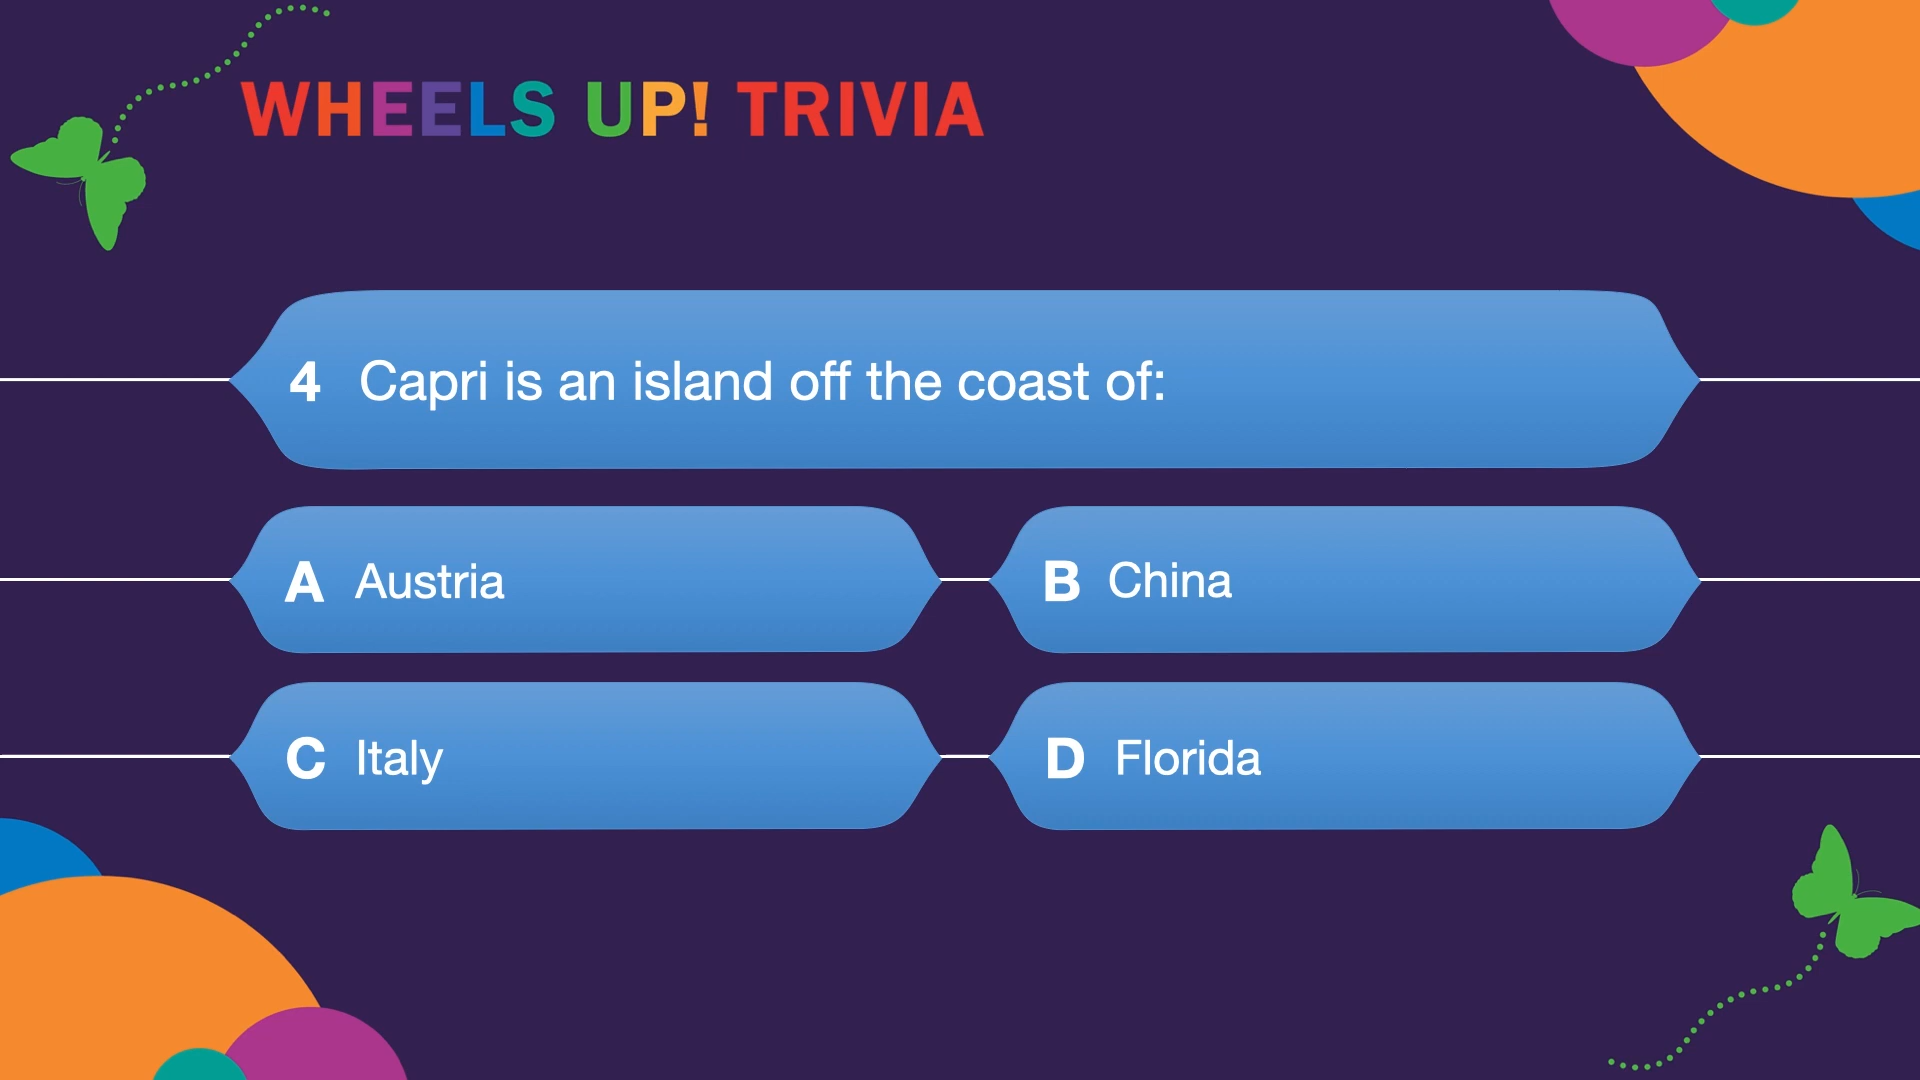 WHEELS UP! TRIVIA
4 Capri is an island off the coast of:
A Austria
B China
C Italy
D Florida